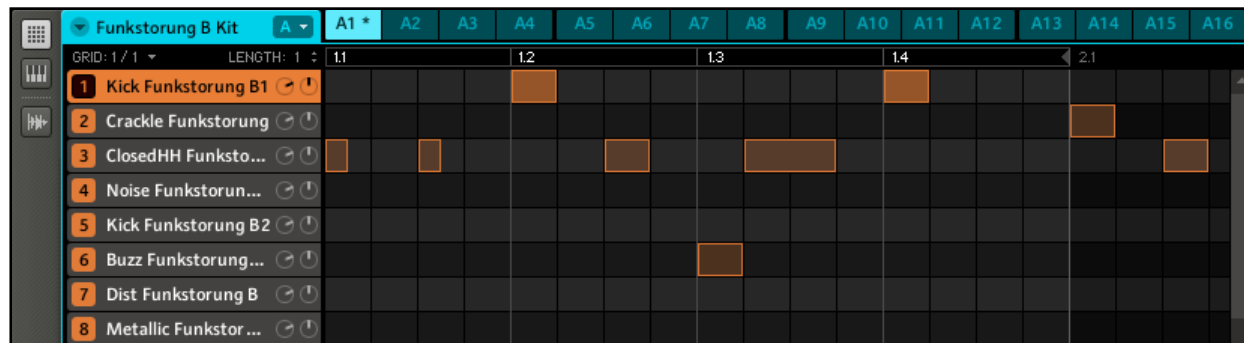 Funkstorung B Kit A A1 * A2 A3 A4 A5 A6 A7 A8 A9 A10 A11 A12 A13 A14 A15 A16
GRID: 1 / 1 LENGTH: 1 1.1 1.2 1.3 1.4 2.1
1 Kick Funkstorung B1
2 Crackle Funkstorung
3 ClosedHH Funksto...
4 Noise Funkstorun...
5 Kick Funkstorung B2
6 Buzz Funkstorung...
7 Dist Funkstorung B
8 Metallic Funkstor...